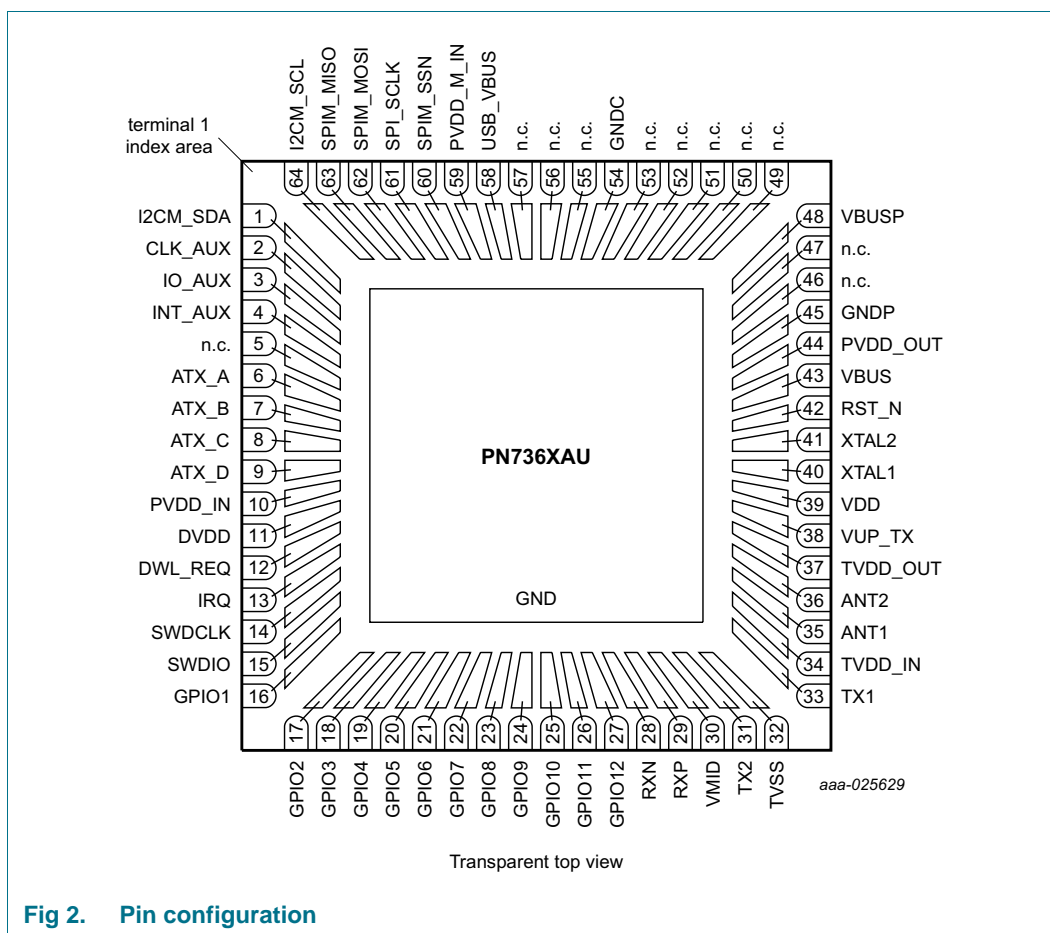 I2CM_SCL
SPIM_MISO
SPIM_MOSI
SPI_SCLK
SPIM_SSN
PVDD_M_IN
USB_VBUS
n.c.
n.c.
n.c.
GNDC
n.c.
n.c.
n.c.
n.c.
n.c.
terminal 1
index area
64
63
62
61
60
59
58
57
56
55
54
53
52
51
50
49
I2CM_SDA 1
CLK_AUX 2
IO_AUX 3
INT_AUX 4
n.c. 5
ATX_A 6
ATX_B 7
ATX_C 8
ATX_D 9
PVDD_IN 10
DVDD 11
DWL_REQ 12
IRQ 13
SWDCLK 14
SWDIO 15
GPIO1 16
PN736XAU
GND
48 VBUSP
47 n.c.
46 n.c.
45 GNDP
44 PVDD_OUT
43 VBUS
42 RST_N
41 XTAL2
40 XTAL1
39 VDD
38 VUP_TX
37 TVDD_OUT
36 ANT2
35 ANT1
34 TVDD_IN
33 TX1
17
18
19
20
21
22
23
24
25
26
27
28
29
30
31
32
GPIO2
GPIO3
GPIO4
GPIO5
GPIO6
GPIO7
GPIO8
GPIO9
GPIO10
GPIO11
GPIO12
RXN
RXP
VMID
TX2
TVSS
aaa-025629
Transparent top view
Fig 2. Pin configuration